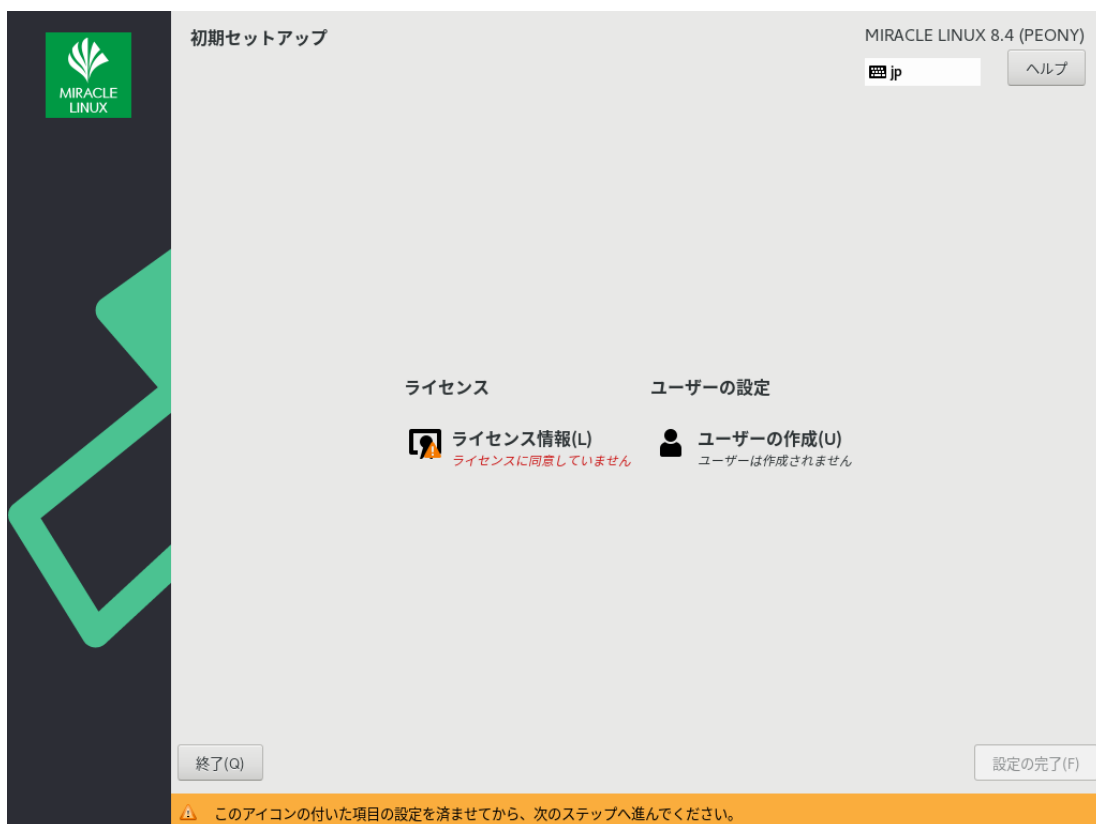 MIRACLE
LINUX
初期セットアップ
MIRACLE LINUX 8.4 (PEONY)
jp
ヘルプ
ライセンス
ユーザーの設定
ライセンス情報(L)
ライセンスに同意していません
ユーザーの作成(U)
ユーザーは作成されません
終了(Q)
設定の完了(F)
このアイコンの付いた項目の設定を済ませてから、次のステップへ進んでください。